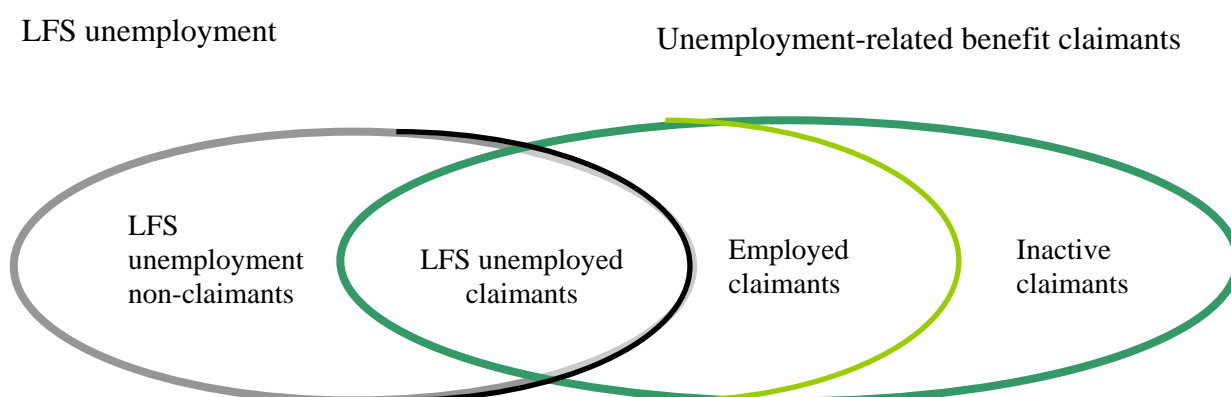 LFS unemployment
Unemployment-related benefit claimants
LFS
unemployment
non-claimants
LFS unemployed
claimants
Employed
claimants
Inactive
claimants